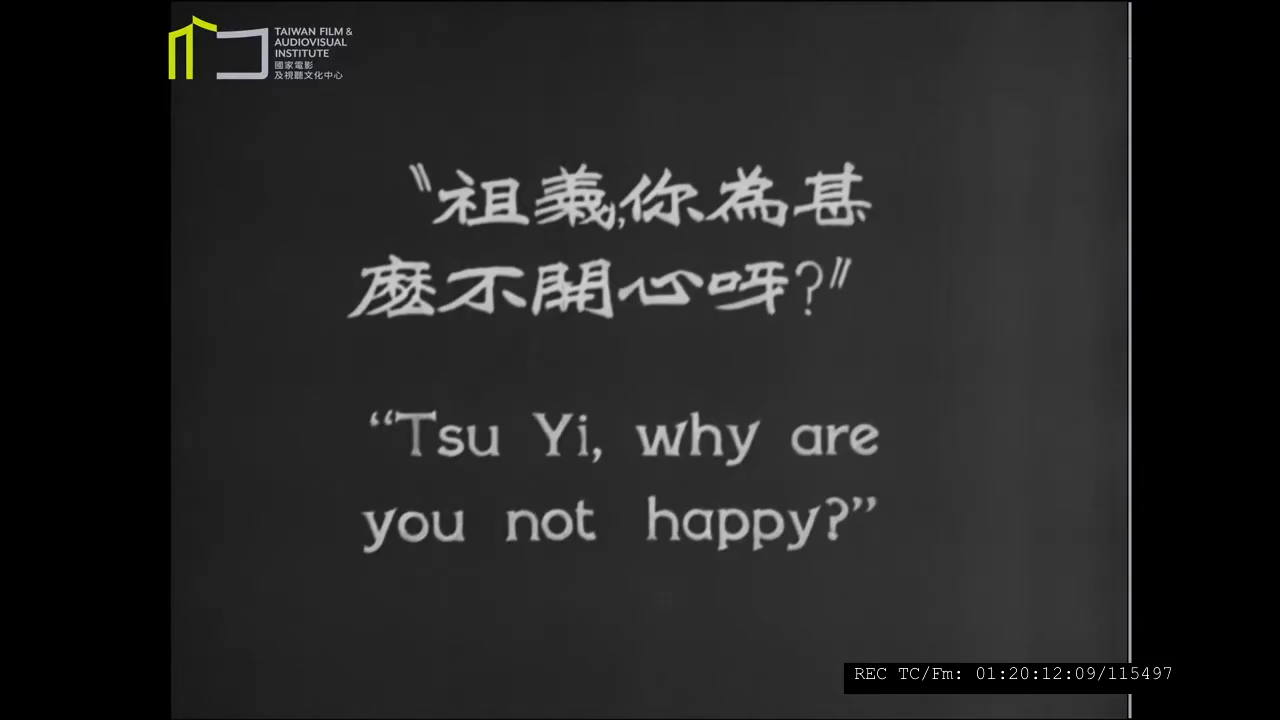 TAIWAN FILM &
AUDIOVISUAL
INSTITUTE
國家電影
及視聽文化中心
〝祖義,你為甚
麼不開心呀?〞
“Tsu Yi, why are
you not happy?”
REC TC/Fm: 01:20:12:09/115497